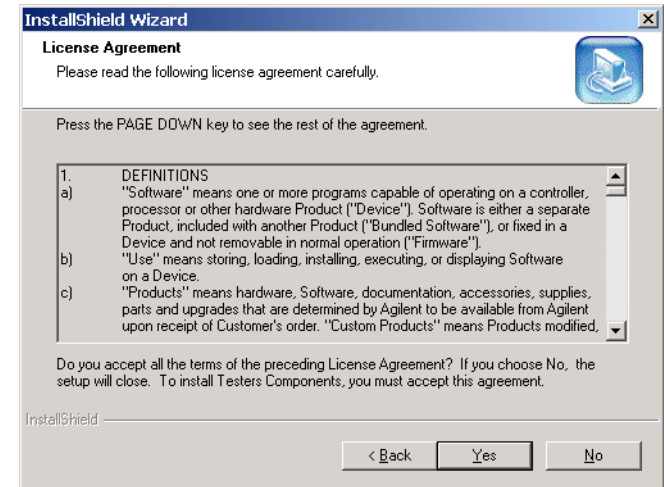 InstallShield Wizard
License Agreement
Please read the following license agreement carefully.
Press the PAGE DOWN key to see the rest of the agreement.
1. DEFINITIONS
a) "Software" means one or more programs capable of operating on a controller,
processor or other hardware Product ("Device"). Software is either a separate
Product, included with another Product ("Bundled Software"), or fixed in a
Device and not removable in normal operation ("Firmware").
b) "Use" means storing, loading, installing, executing, or displaying Software
on a Device.
c) "Products" means hardware, Software, documentation, accessories, supplies,
parts and upgrades that are determined by Agilent to be available from Agilent
upon receipt of Customer's order. "Custom Products" means Products modified,
Do you accept all the terms of the preceding License Agreement? If you choose No, the
setup will close. To install Testers Components, you must accept this agreement.
InstallShield
< Back Yes No